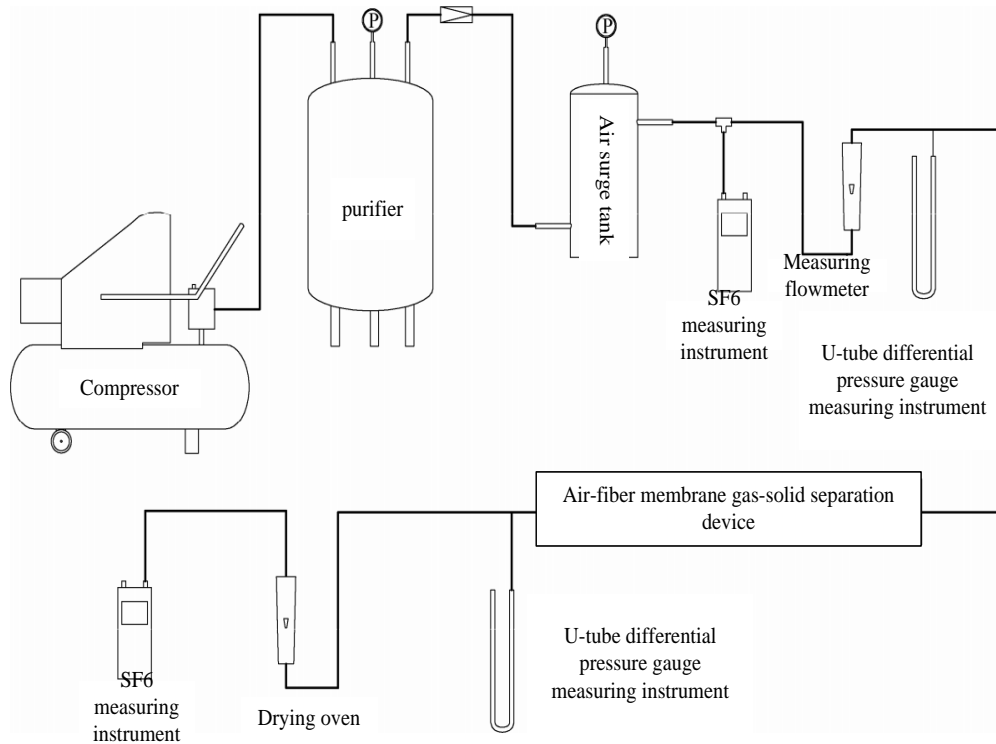 P
P
Air surge tank
purifier
Measuring
flowmeter
SF6
measuring
instrument
U-tube differential
pressure gauge
measuring instrument
Compressor
Air-fiber membrane gas-solid separation
device
U-tube differential
pressure gauge
measuring instrument
SF6
measuring
instrument
Drying oven